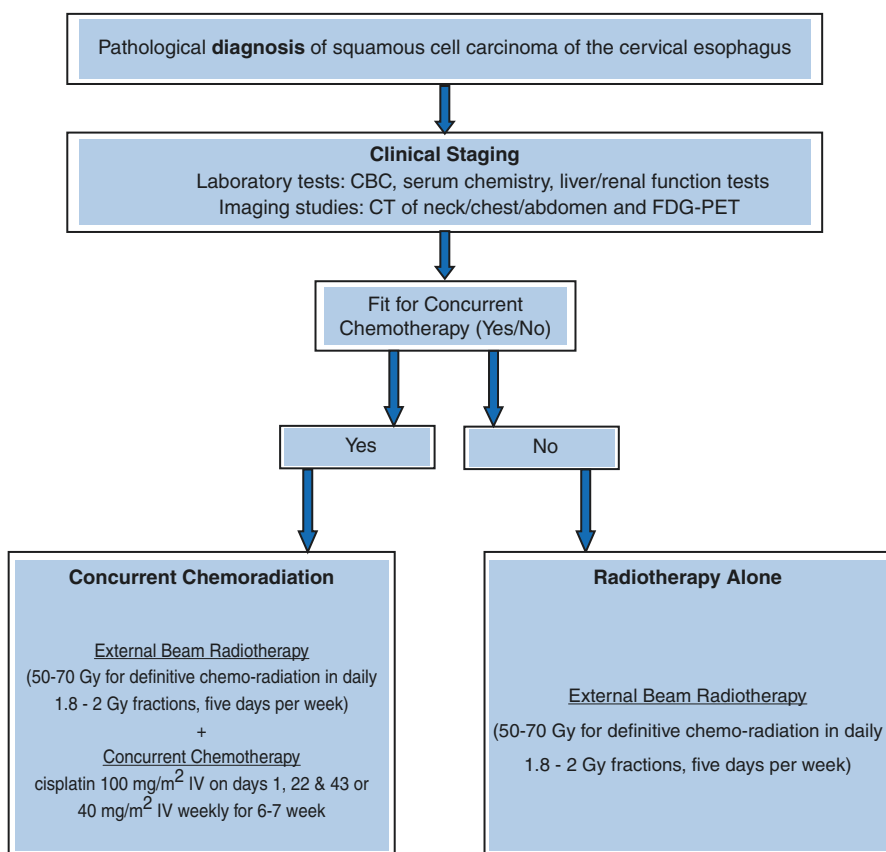 Pathological diagnosis of squamous cell carcinoma of the cervical esophagus
Clinical Staging
Laboratory tests: CBC, serum chemistry, liver/renal function tests
Imaging studies: CT of neck/chest/abdomen and FDG-PET
Fit for Concurrent
Chemotherapy (Yes/No)
Yes
No
Concurrent Chemoradiation
External Beam Radiotherapy
(50-70 Gy for definitive chemo-radiation in daily
1.8 - 2 Gy fractions, five days per week)
+
Concurrent Chemotherapy
cisplatin 100 mg/m² IV on days 1, 22 & 43 or
40 mg/m² IV weekly for 6-7 week
Radiotherapy Alone
External Beam Radiotherapy
(50-70 Gy for definitive chemo-radiation in daily
1.8 - 2 Gy fractions, five days per week)